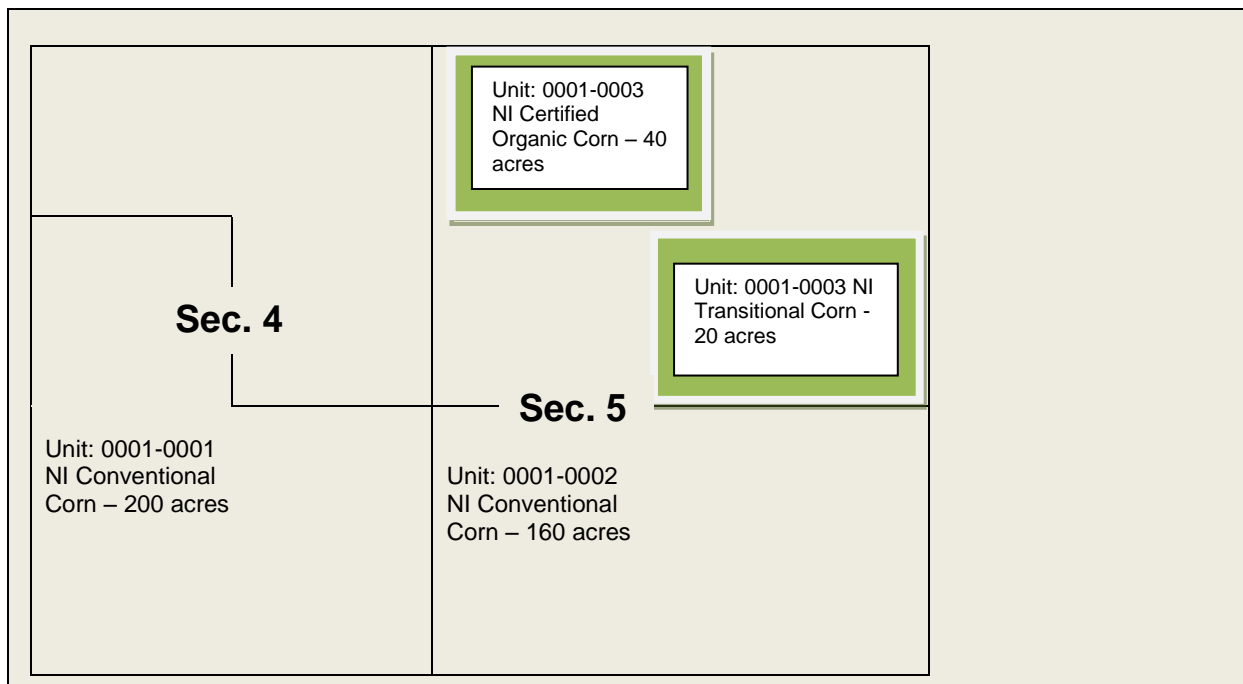 Unit: 0001-0003
NI Certified
Organic Corn – 40
acres
Unit: 0001-0003 NI
Transitional Corn -
20 acres
Sec. 4
Sec. 5
Unit: 0001-0001
NI Conventional
Corn – 200 acres
Unit: 0001-0002
NI Conventional
Corn – 160 acres